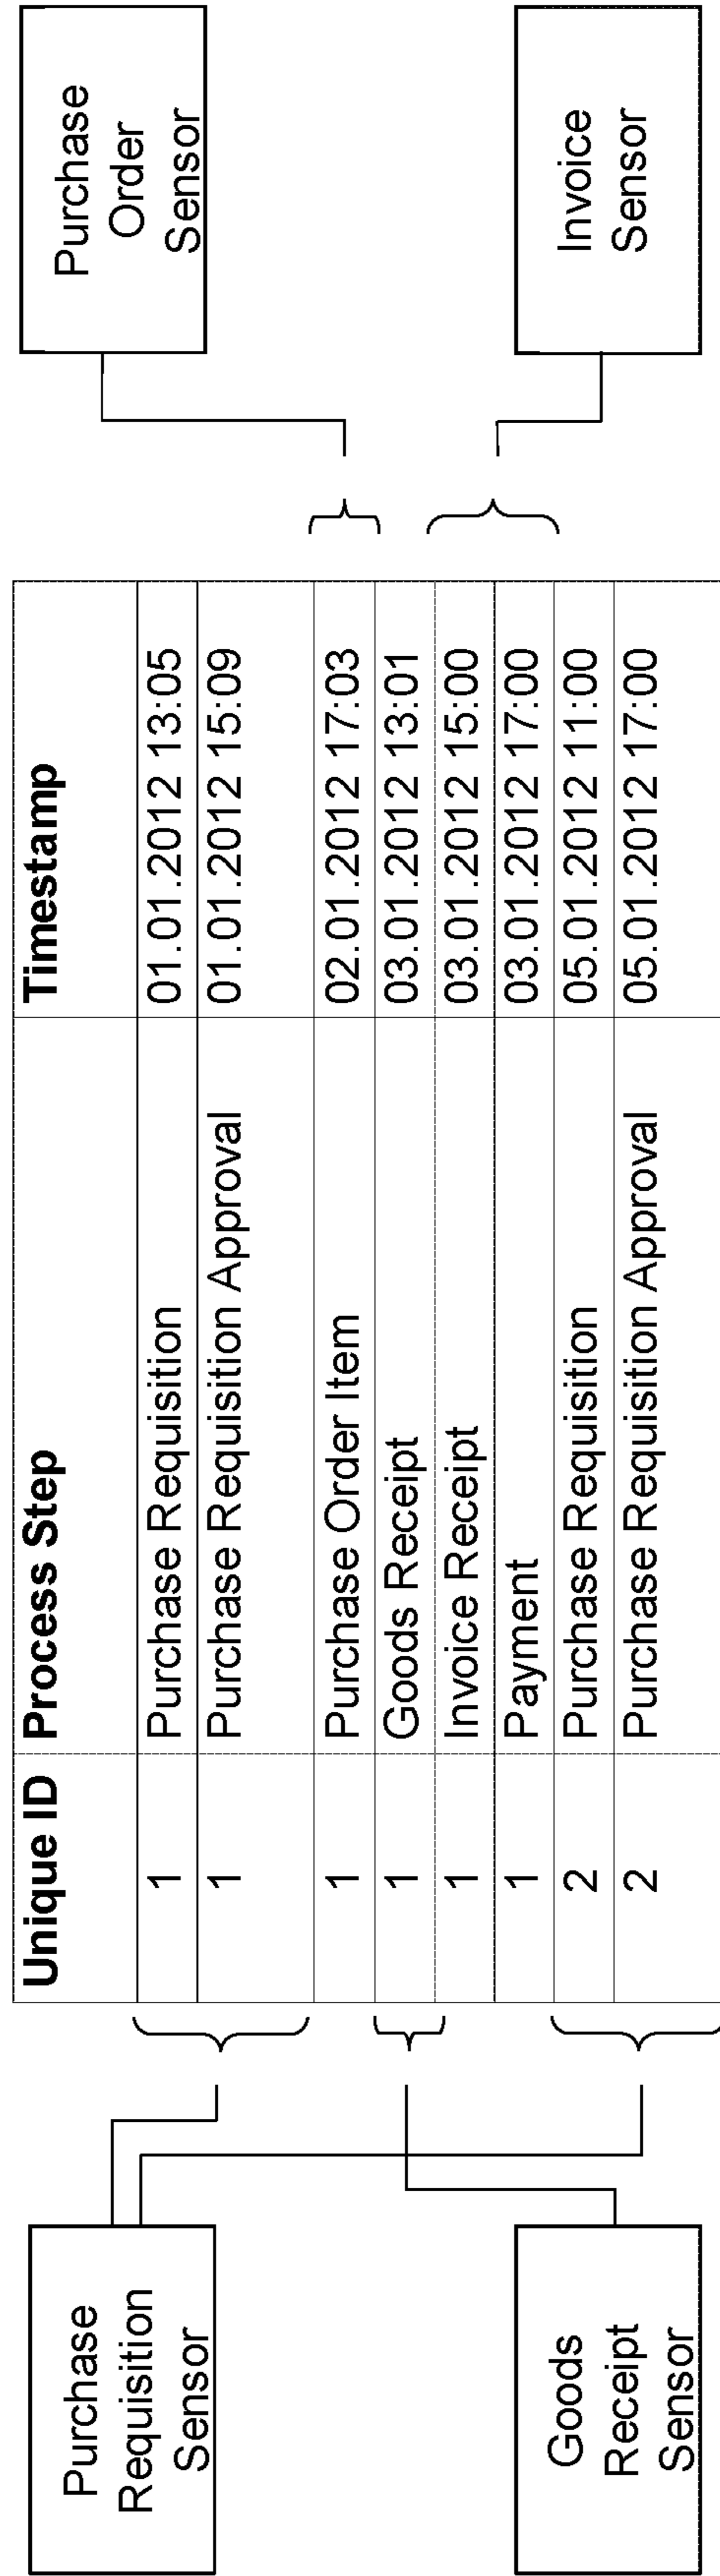 Purchase
Requisition
Sensor
Goods
Receipt
Sensor
Unique ID Process Step Timestamp
1 Purchase Requisition 01.01.2012 13:05
1 Purchase Requisition Approval 01.01.2012 15:09
1 Purchase Order Item 02.01.2012 17:03
1 Goods Receipt 03.01.2012 13:01
1 Invoice Receipt 03.01.2012 15:00
1 Payment 03.01.2012 17:00
2 Purchase Requisition 05.01.2012 11:00
2 Purchase Requisition Approval 05.01.2012 17:00
Purchase
Order
Sensor
Invoice
Sensor